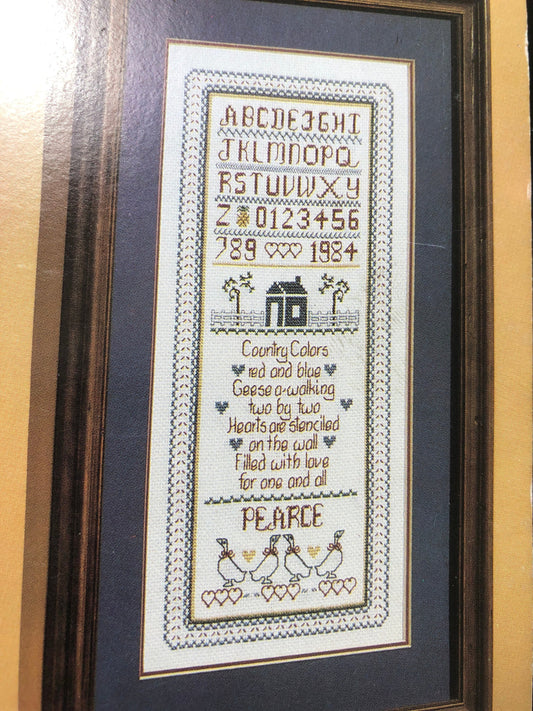 ABCDEFGHI
JKLMNOPQ
RSTUVWXY
Z 0123456
789 1984
Country Colors
red and blue
Geese a-walking
two by two
Hearts are stenciled
on the wall
Filled with love
for one and all
PEARCE